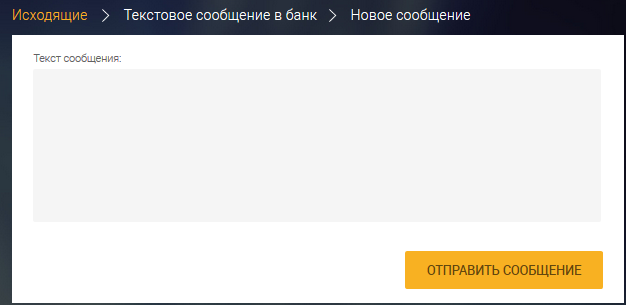 Исходящие > Текстовое сообщение в банк > Новое сообщение
Текст сообщения:
ОТПРАВИТЬ СООБЩЕНИЕ